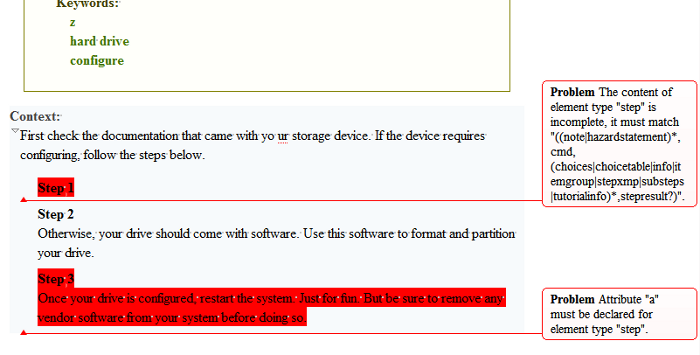 Keywords:
z
hard drive
configure
Context:
First check the documentation that came with yo ur storage device. If the device requires
configuring, follow the steps below.
Step 1
Step 2
Otherwise, your drive should come with software. Use this software to format and partition
your drive.
Step 3
Once your drive is configured, restart the system. Just for fun. But be sure to remove any
vendor software from your system before doing so.
Problem The content of
element type "step" is
incomplete, it must match
"((note|hazardstatement)*,
cmd,
(choices|choicetable|info|it
emgroup|stepxmp|substeps
|tutorialinfo)*,stepresult?)".
Problem Attribute "a"
must be declared for
element type "step".